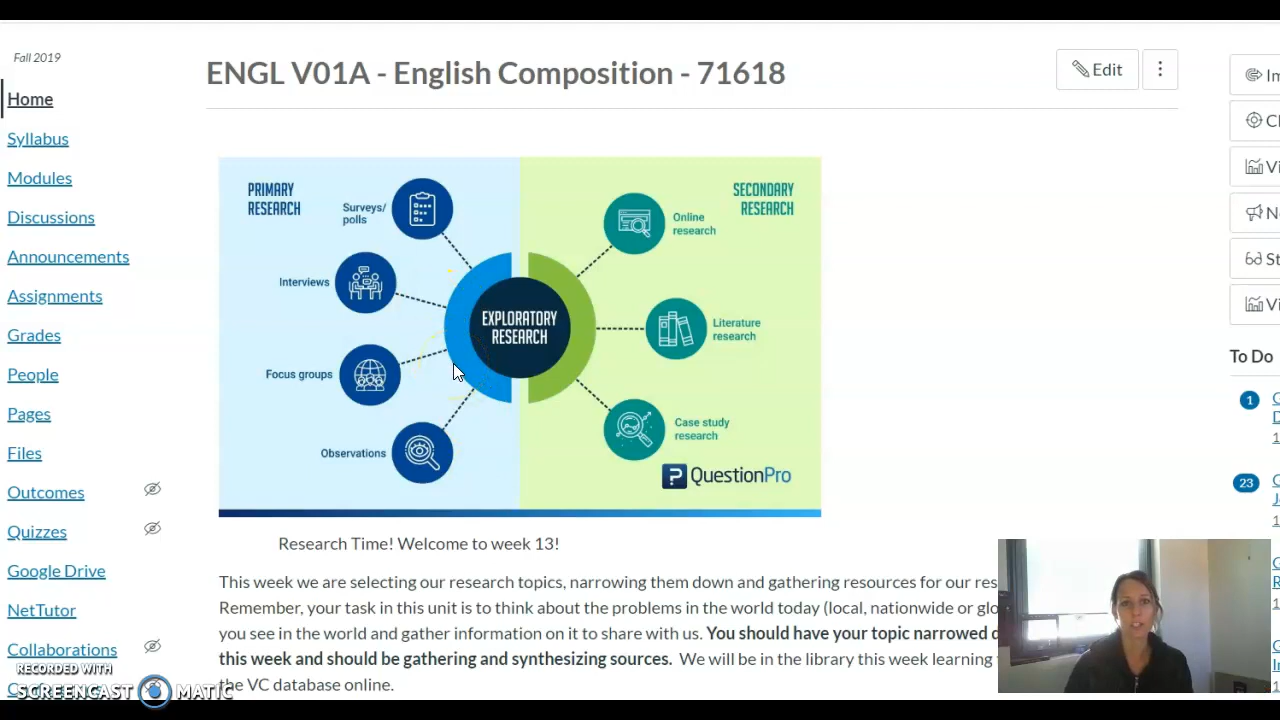 Fall 2019
Home
Syllabus
Modules
Discussions
Announcements
Assignments
Grades
People
Pages
Files
Outcomes
Quizzes
Google Drive
NetTutor
Collaborations
RECORDED WITH
SCREENCAST MATIC
ENGL V01A - English Composition - 71618
Edit
PRIMARY
RESEARCH
Surveys/
polls
Interviews
Focus groups
Observations
EXPLORATORY
RESEARCH
SECONDARY
RESEARCH
Online
research
Literature
research
Case study
research
QuestionPro
Research Time! Welcome to week 13!
This week we are selecting our research topics, narrowing them down and gathering resources for our res
Remember, your task in this unit is to think about the problems in the world today (local, nationwide or glo
you see in the world and gather information on it to share with us. You should have your topic narrowed d
this week and should be gathering and synthesizing sources. We will be in the library this week learning
the VC database online.
To Do
1
23